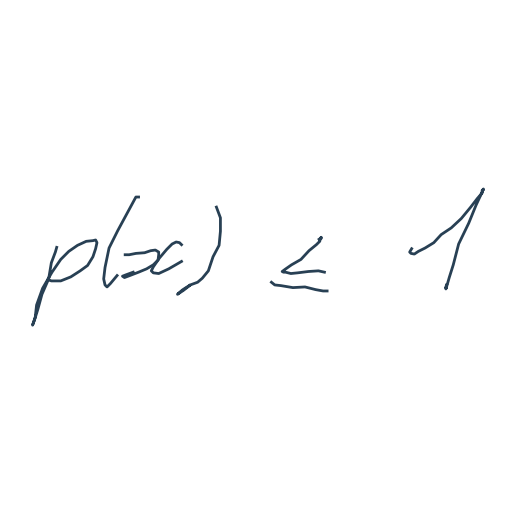 p(x) ≤ 1